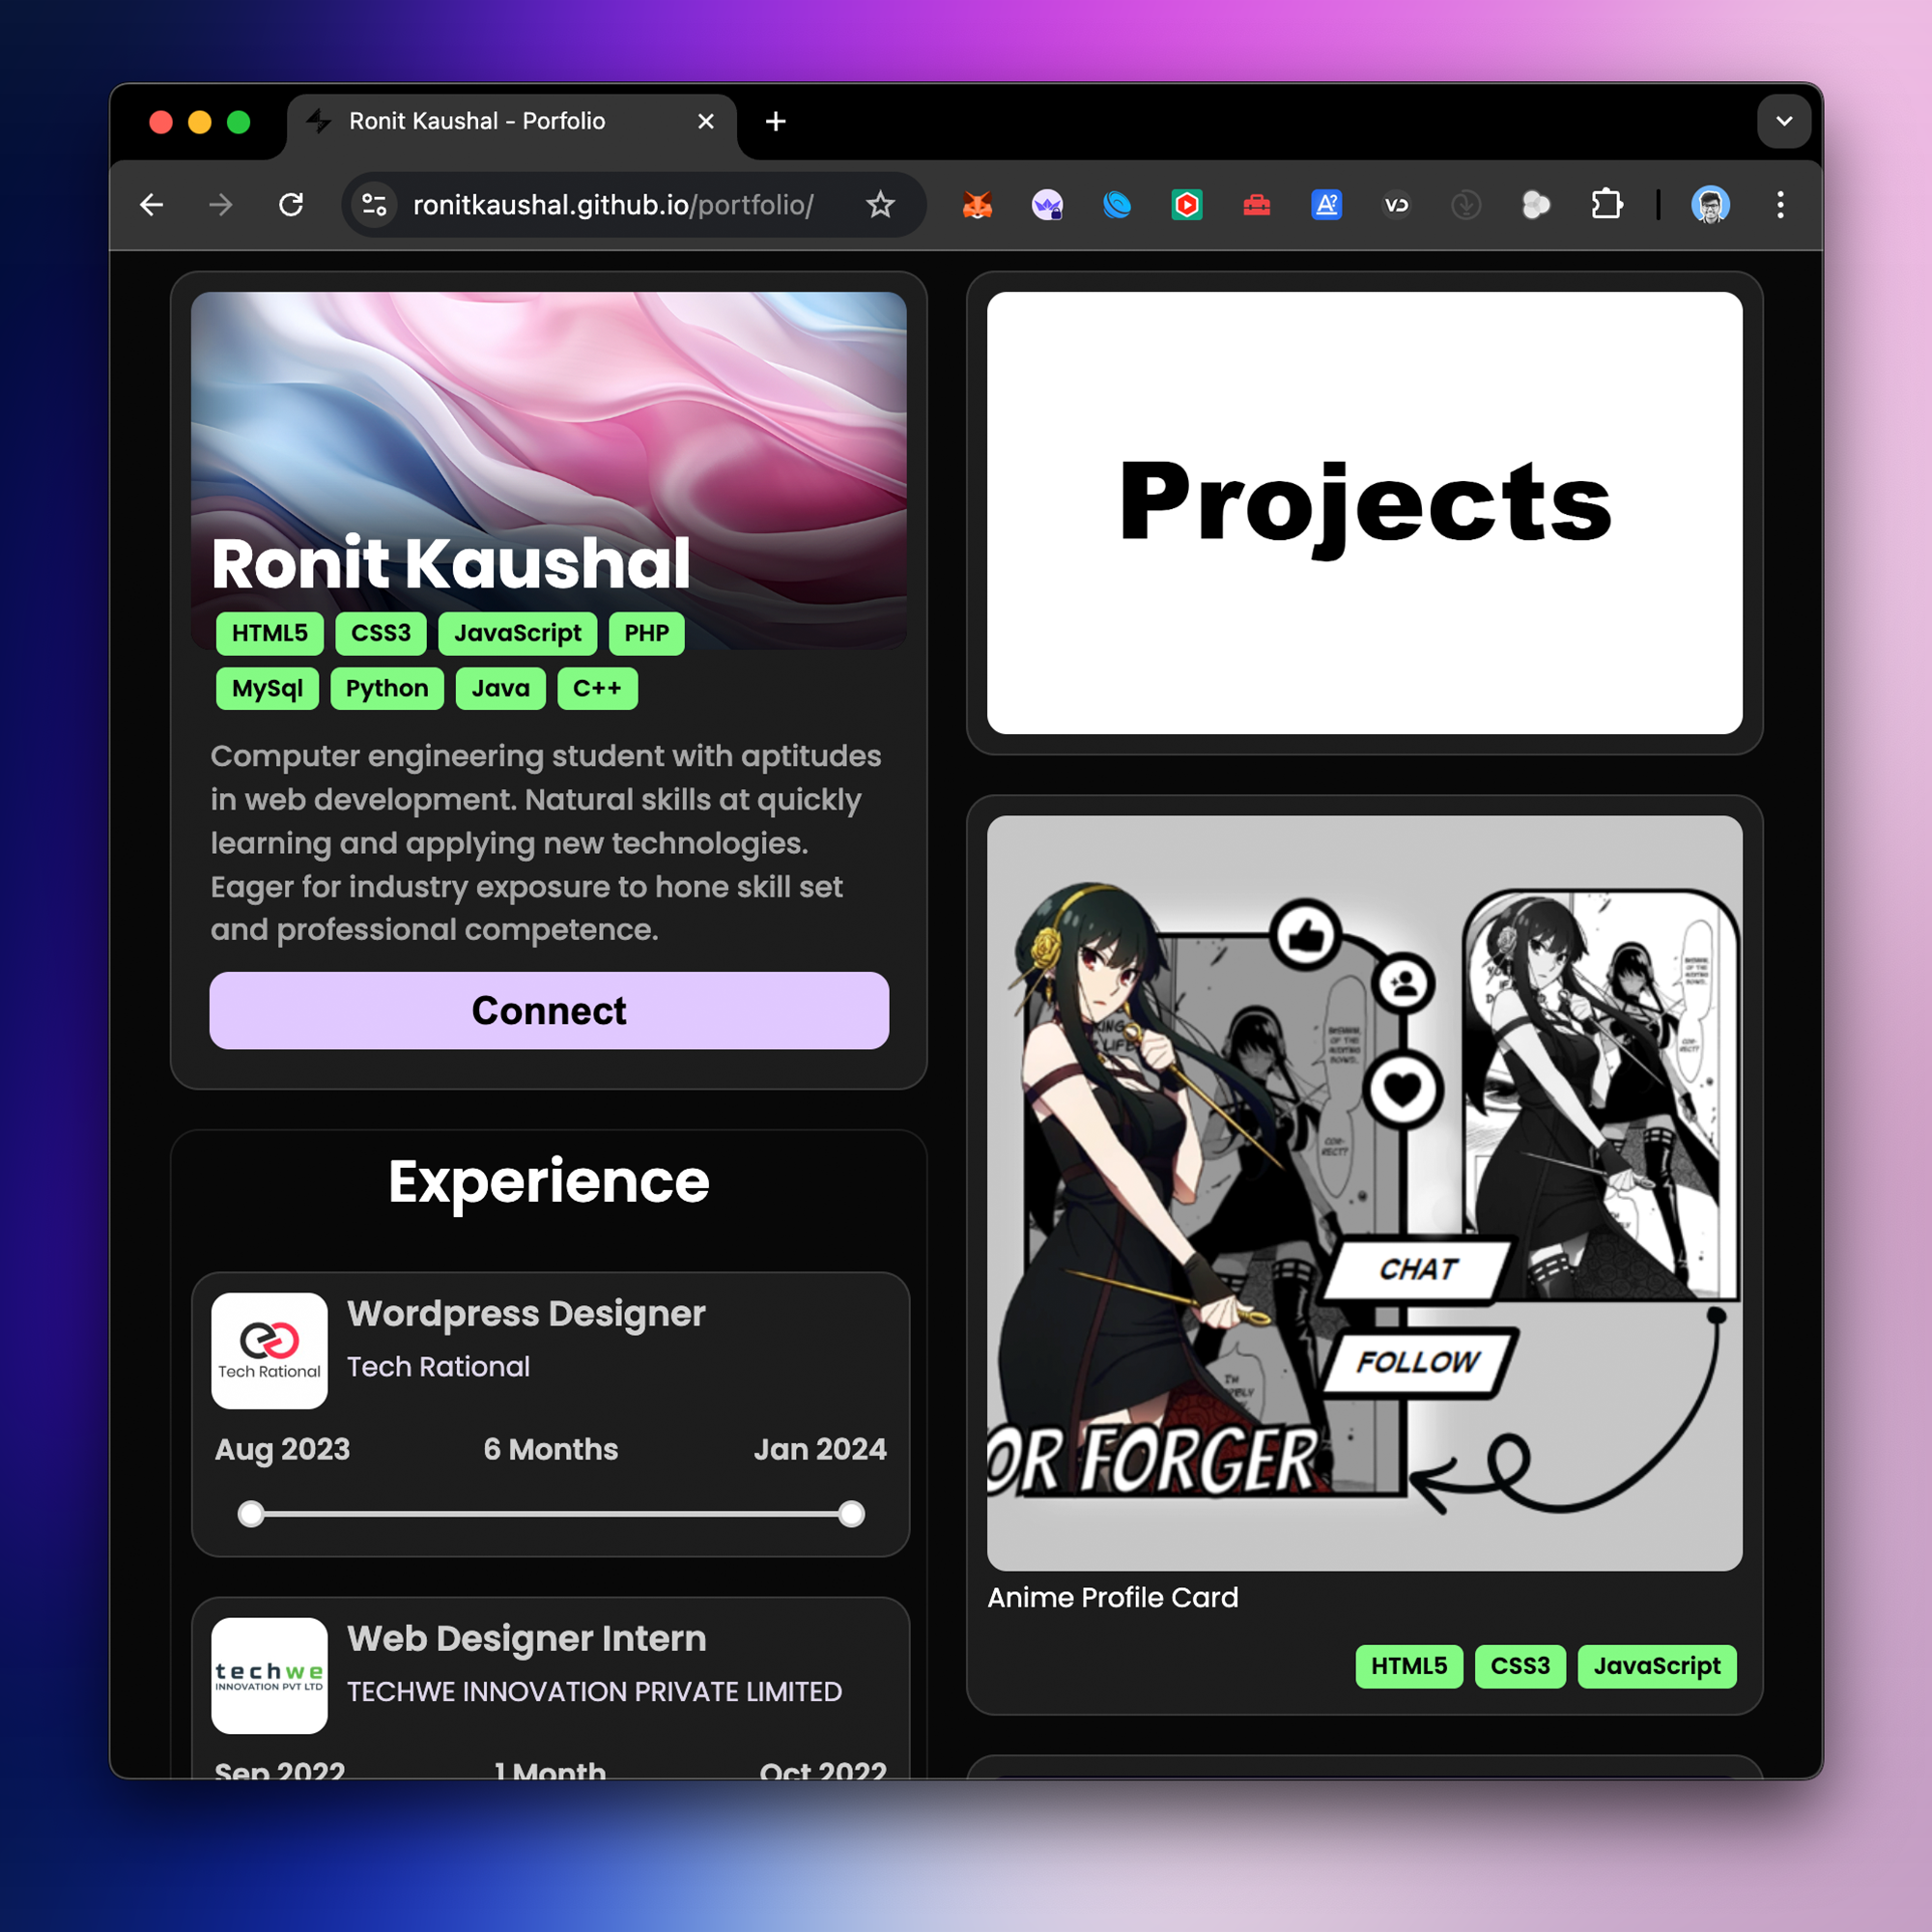 Ronit Kaushal - Porfolio
ronitkaushal.github.io/portfolio/
Ronit Kaushal
HTML5 CSS3 JavaScript PHP
MySql Python Java C++
Computer engineering student with aptitudes
in web development. Natural skills at quickly
learning and applying new technologies.
Eager for industry exposure to hone skill set
and professional competence.
Connect
Experience
Tech Rational
Wordpress Designer
Tech Rational
Aug 2023 6 Months Jan 2024
techwe
INNOVATION PVT LTD
Web Designer Intern
TECHWE INNOVATION PRIVATE LIMITED
Sep 2022 1 Month Oct 2022
Projects
CHAT
FOLLOW
OR FORGER
Anime Profile Card
HTML5 CSS3 JavaScript